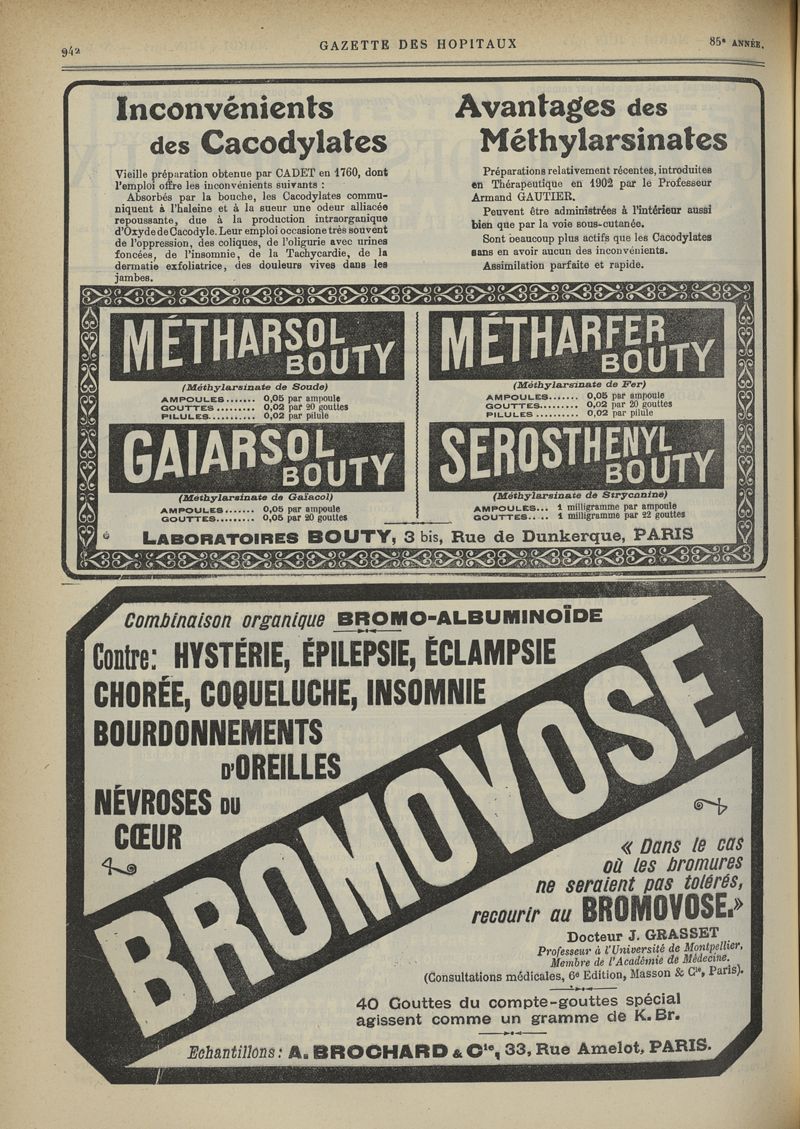 942
GAZETTE DES HOPITAUX
85e ANNÉE.
Inconvénients
des Cacodylates
Vieille préparation obtenue par CADET en 1760, dont
l'emploi offre les inconvénients suivants :
Absorbés par la bouche, les Cacodylates commu-
niquent à l'haleine et à la sueur une odeur alliacée
repoussante, due à la production intraorganique
d'Oxyde de Cacodyle. Leur emploi occasione très souvent
de l'oppression, des coliques, de l'oligurie avec urines
foncées, de l'insomnie, de la Tachycardie, de la
dermatie exfoliatrice, des douleurs vives dans les
jambes.
Avantages des
Méthylarsinates
Préparations relativement récentes, introduites
en Thérapeutique en 1902 par le Professeur
Armand GAUTIER.
Peuvent être administrées à l'intérieur aussi
bien que par la voie sous-cutanée.
Sont beaucoup plus actifs que les Cacodylates
sans en avoir aucun des inconvénients.
Assimilation parfaite et rapide.
MÉTHARSOL
BOUTY
(Méthylarsinate de Soude)
AMPOULES....... 0,05 par ampoule
GOUTTES......... 0,02 par 20 gouttes
PILULES........... 0,02 par pilule
MÉTHARFER
BOUTY
(Méthylarsinate de Fer)
AMPOULES....... 0,05 par ampoule
GOUTTES......... 0,02 par 20 gouttes
PILULES .......... 0,02 par pilule
GAIARSOL
BOUTY
(Méthylarsinate de Gaïacol)
AMPOULES....... 0,05 par ampoule
GOUTTES......... 0,05 par 20 gouttes
SEROSTHENYL
BOUTY
(Méthylarsinate de Strycanine)
AMPOULES... 1 milligramme par ampoule
GOUTTES.. .. 1 milligramme par 22 gouttes
LABORATOIRES BOUTY, 3 bis, Rue de Dunkerque, PARIS
Combinaison organique BROMO-ALBUMINOÏDE
Contre: HYSTÉRIE, ÉPILEPSIE, ÉCLAMPSIE
CHORÉE, COQUELUCHE, INSOMNIE
BOURDONNEMENTS
D'OREILLES
NÉVROSES DU
CŒUR
BROMOVOSE
« Dans le cas
où les bromures
ne seraient pas tolérés,
recourir au BROMOVOSE.»
Docteur J. GRASSET
Professeur à l'Université de Montpellier,
Membre de l'Académie de Médecine.
(Consultations médicales, 6e Edition, Masson & Cie, Paris).
40 Gouttes du compte-gouttes spécial
agissent comme un gramme de K. Br.
Echantillons: A. BROCHARD & Cie, 33, Rue Amelot, PARIS.